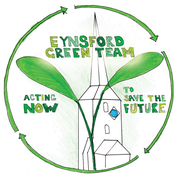 EYNSFORD
GREEN TEAM
ACTING
NOW
TO
SAVE THE
FUTURE